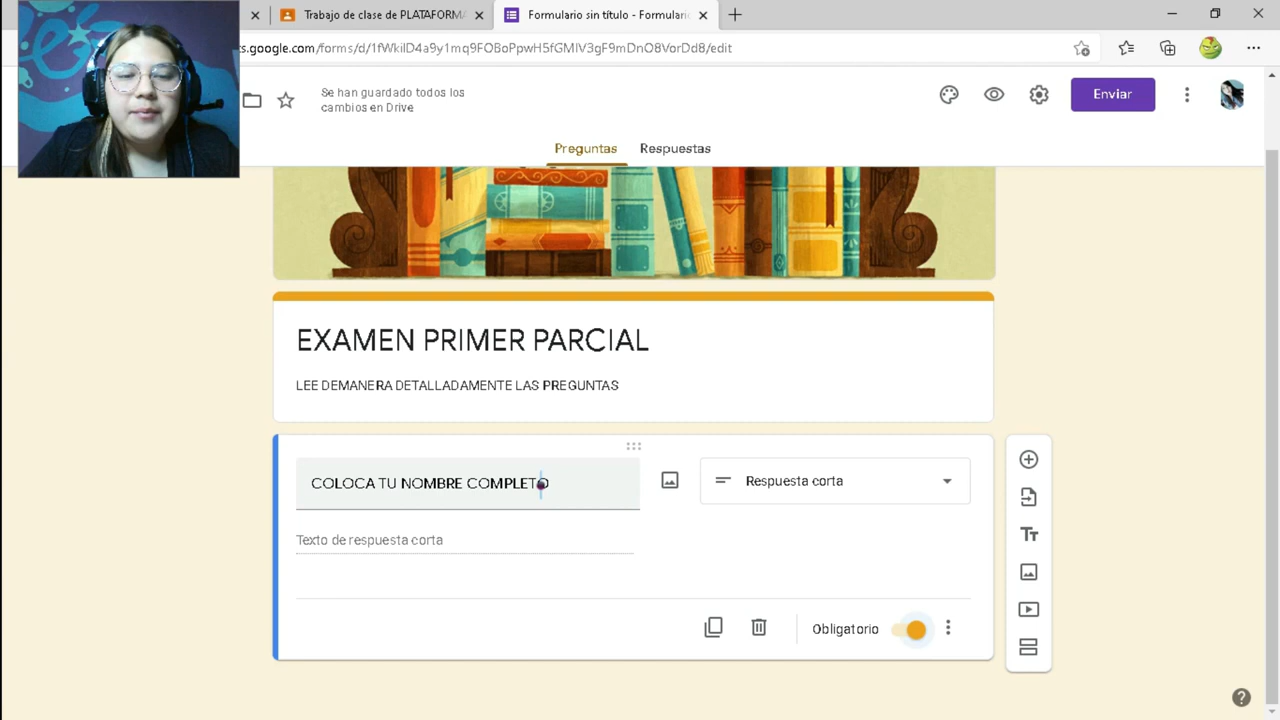 Trabajo de clase de PLATAFORMA
Formulario sin título - Formulari
s.google.com/forms/d/1fWkiID4a9y1mq9FOBaPpwH5fGMIV3gF9mDnO8VarDd8/edit
Se han guardado todos los
cambios en Drive
Enviar
Preguntas Respuestas
EXAMEN PRIMER PARCIAL
LEE DEMANERA DETALLADAMENTE LAS PREGUNTAS
COLOCA TU NOMBRE COMPLETO
Respuesta corta
Texto de respuesta corta
Obligatorio